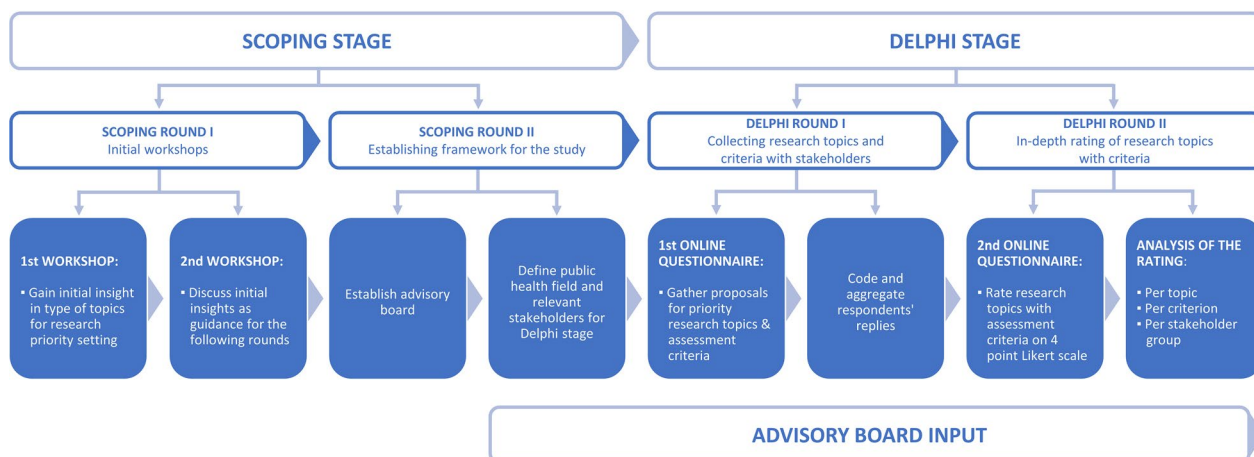 SCOPING STAGE
DELPHI STAGE
SCOPING ROUND I
Initial workshops
SCOPING ROUND II
Establishing framework for the study
DELPHI ROUND I
Collecting research topics and
criteria with stakeholders
DELPHI ROUND II
In-depth rating of research topics
with criteria
1st WORKSHOP:
▪ Gain initial insight
in type of topics
for research
priority setting
2nd WORKSHOP:
▪ Discuss initial
insights as
guidance for the
following rounds
Establish advisory
board
Define public
health field and
relevant
stakeholders for
Delphi stage
1st ONLINE
QUESTIONNAIRE:
▪ Gather proposals
for priority
research topics &
assessment
criteria
Code and
aggregate
respondents'
replies
2nd ONLINE
QUESTIONNAIRE:
▪ Rate research
topics with
assessment
criteria on 4
point Likert scale
ANALYSIS OF THE
RATING:
▪ Per topic
▪ Per criterion
▪ Per stakeholder
group
ADVISORY BOARD INPUT